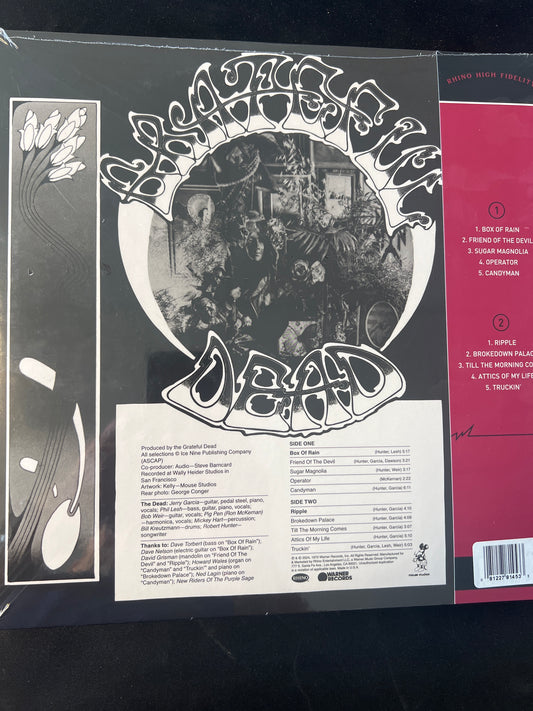 GRATEFUL
DEAD
RHINO HIGH FIDELIT
1
1. BOX OF RAIN
2. FRIEND OF THE DEVIL
3. SUGAR MAGNOLIA
4. OPERATOR
5. CANDYMAN
2
1. RIPPLE
2. BROKEDOWN PALAC
3. TILL THE MORNING CO
4. ATTICS OF MY LIFE
5. TRUCKIN'
Produced by the Grateful Dead
All selections © Ice Nine Publishing Company
(ASCAP)
Co-producer: Audio—Steve Barncard
Recorded at Wally Heider Studios in
San Francisco
Artwork: Kelly—Mouse Studios
Rear photo: George Conger
The Dead: Jerry Garcia—guitar, pedal steel, piano,
vocals; Phil Lesh—bass, guitar, piano, vocals;
Bob Weir—guitar, vocals; Pig Pen (Ron McKernan)
—harmonica, vocals; Mickey Hart—percussion;
Bill Kreutzmann—drums; Robert Hunter—
songwriter
Thanks to: Dave Torbert (bass on "Box Of Rain");
Dave Nelson (electric guitar on "Box Of Rain");
David Grisman (mandolin on "Friend Of The
Devil" and "Ripple"); Howard Wales (organ on
"Candyman" and "Truckin'" and piano on
"Brokedown Palace"); Ned Lagin (piano on
"Candyman"); New Riders Of The Purple Sage
SIDE ONE
Box Of Rain (Hunter, Lesh) 5:17
Friend Of The Devil (Hunter, Garcia, Dawson) 3:21
Sugar Magnolia (Hunter, Weir) 3:17
Operator (McKernan) 2:22
Candyman (Hunter, Garcia) 6:11
SIDE TWO
Ripple (Hunter, Garcia) 4:10
Brokedown Palace (Hunter, Garcia) 4:09
Till The Morning Comes (Hunter, Garcia) 3:07
Attics Of My Life (Hunter, Garcia) 5:10
Truckin' (Hunter, Garcia, Lesh, Weir) 5:03
RHINO
WARNER
RECORDS